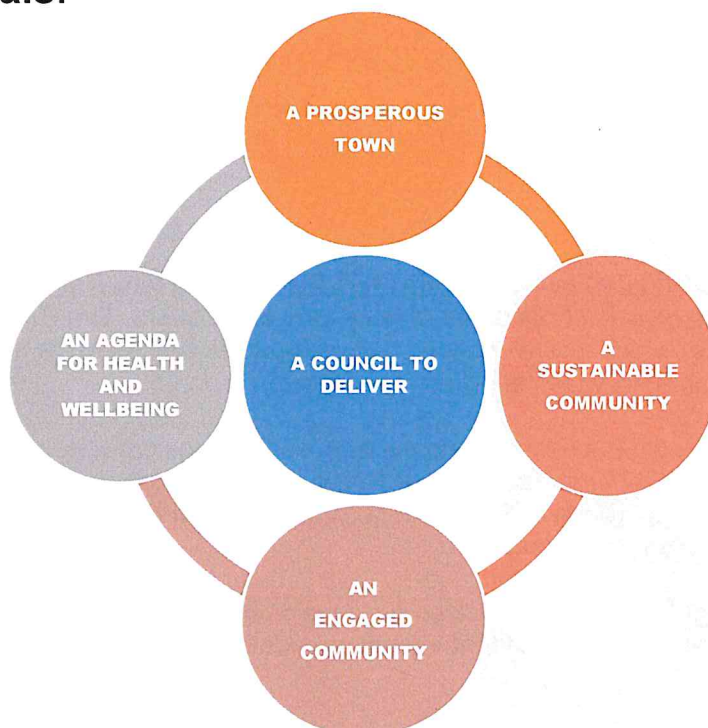 A PROSPEROUS
TOWN
AN AGENDA
FOR HEALTH
AND
WELLBEING
A COUNCIL TO
DELIVER
A
SUSTAINABLE
COMMUNITY
AN
ENGAGED
COMMUNITY